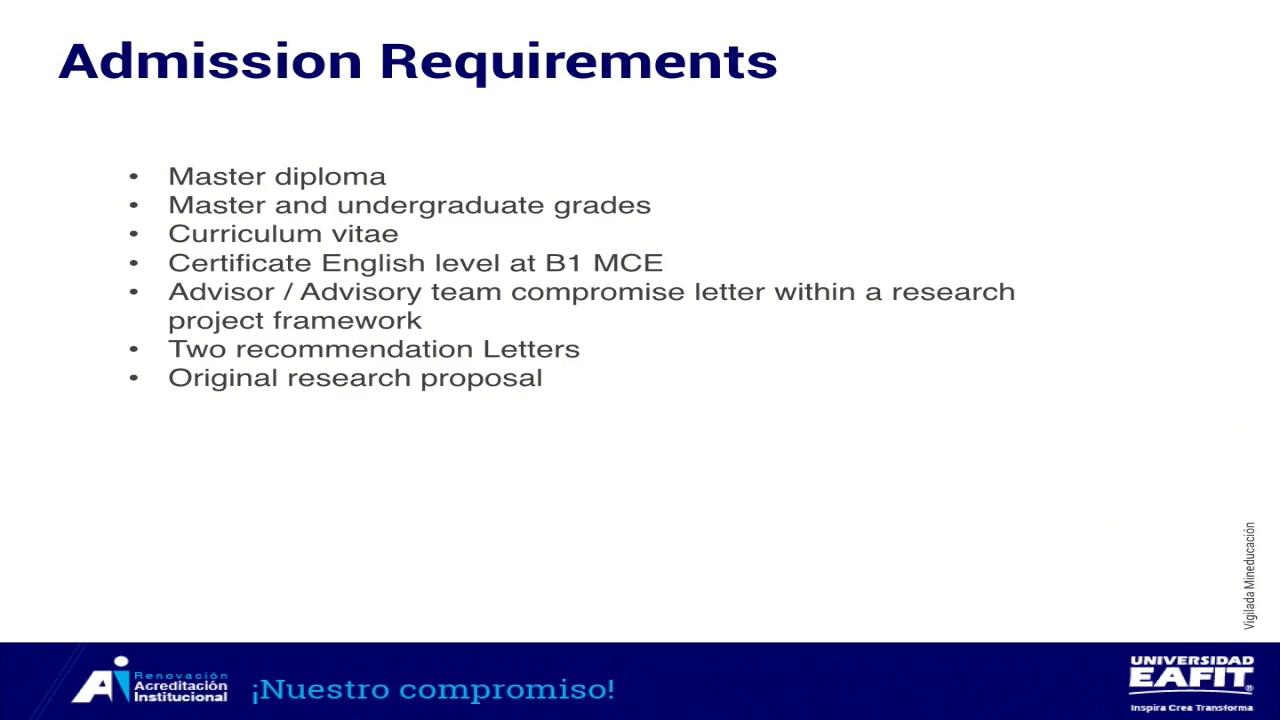 Admission Requirements
• Master diploma
• Master and undergraduate grades
• Curriculum vitae
• Certificate English level at B1 MCE
• Advisor / Advisory team compromise letter within a research
project framework
• Two recommendation Letters
• Original research proposal
Vigilada Mineducación
Ai
Renovación
Acreditación
Institucional
¡Nuestro compromiso!
UNIVERSIDAD
EAFIT®
Inspira Crea Transforma